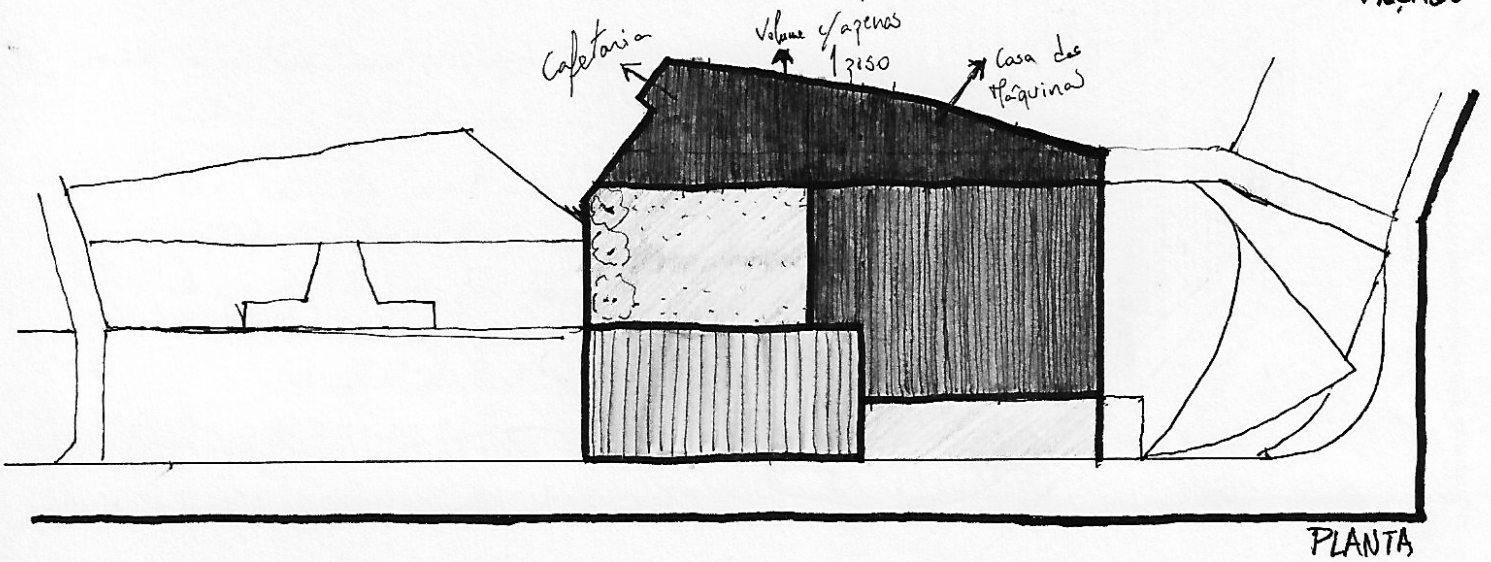 Cafetaria
Volume c/apenas
1 piso
Casa das
Máquinas
PLANTA